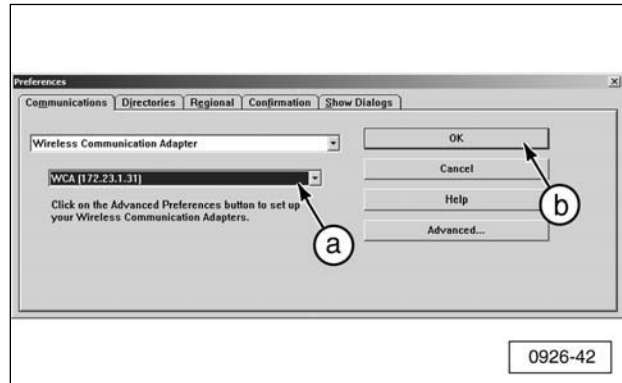 Preferences
Communications Directories Regional Confirmation Show Dialogs
Wireless Communication Adapter
OK
WCA (172.23.1.31)
Cancel
Click on the Advanced Preferences button to set up
your Wireless Communication Adapters.
Help
Advanced...
a
b
0926-42